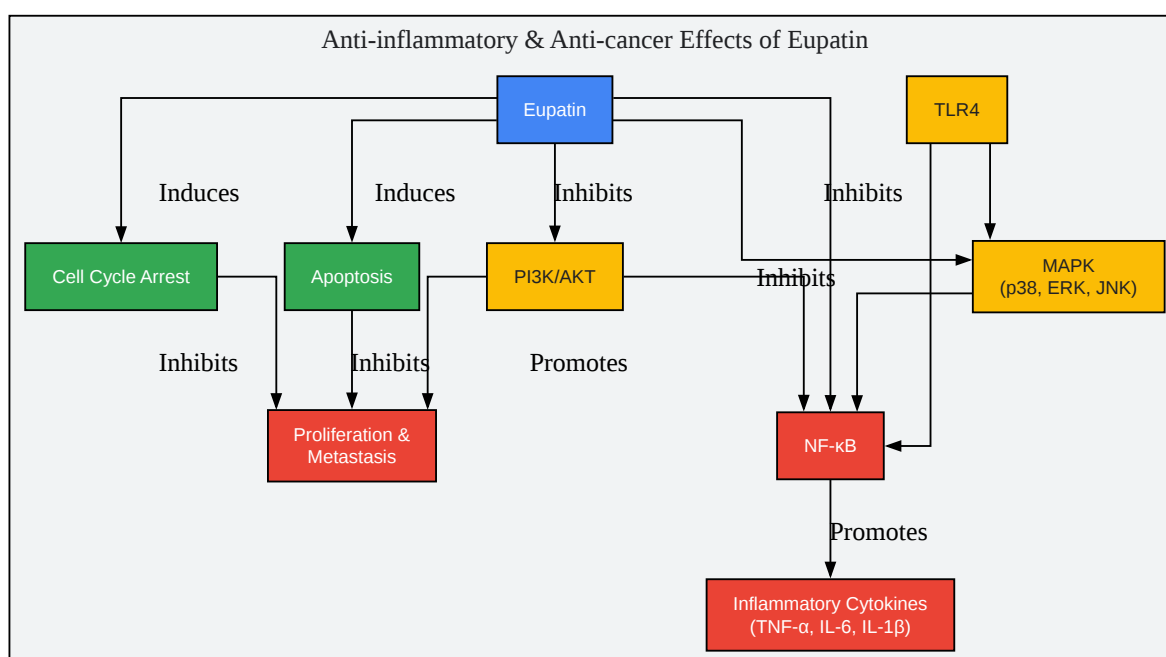 Anti-inflammatory & Anti-cancer Effects of Eupatin
Eupatin
TLR4
Induces
Induces
Inhibits
Inhibits
Cell Cycle Arrest
Apoptosis
PI3K/AKT
MAPK
(p38, ERK, JNK)
Inhibits
Inhibits
Inhibits
Promotes
Proliferation &
Metastasis
NF-κB
Promotes
Inflammatory Cytokines
(TNF-α, IL-6, IL-1β)